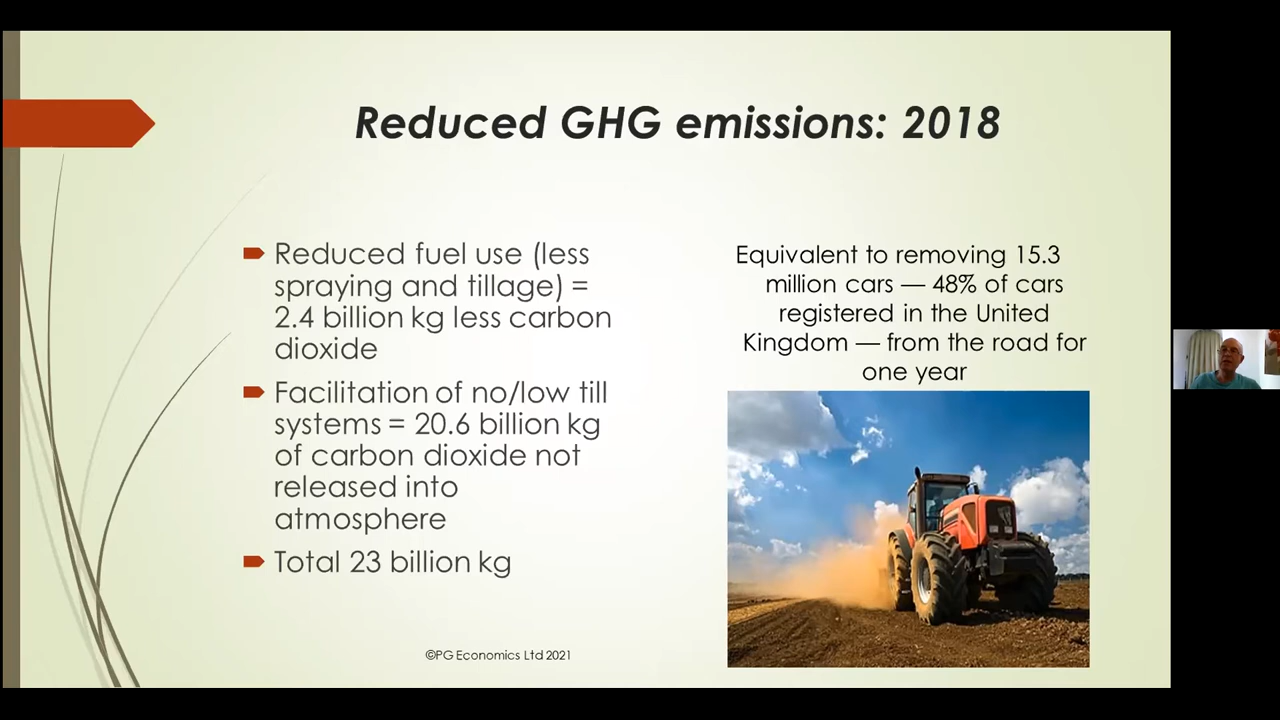 Reduced GHG emissions: 2018
Reduced fuel use (less
spraying and tillage) =
2.4 billion kg less carbon
dioxide
Facilitation of no/low till
systems = 20.6 billion kg
of carbon dioxide not
released into
atmosphere
Total 23 billion kg
Equivalent to removing 15.3
million cars — 48% of cars
registered in the United
Kingdom — from the road for
one year
©PG Economics Ltd 2021